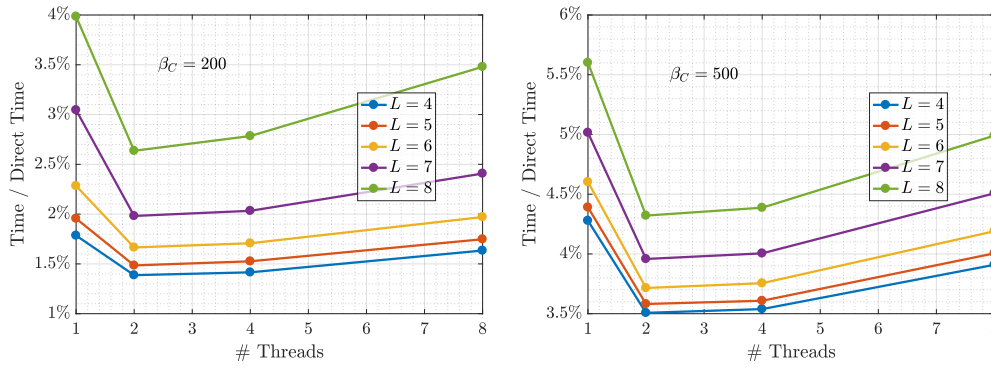 4%
3.5%
3%
2.5%
2%
1.5%
1%
Time / Direct Time
β_C = 200
L = 4
L = 5
L = 6
L = 7
L = 8
1 2 3 4 5 6 7 8
# Threads
6%
5.5%
5%
4.5%
4%
3.5%
Time / Direct Time
β_C = 500
L = 4
L = 5
L = 6
L = 7
L = 8
1 2 3 4 5 6 7 8
# Threads